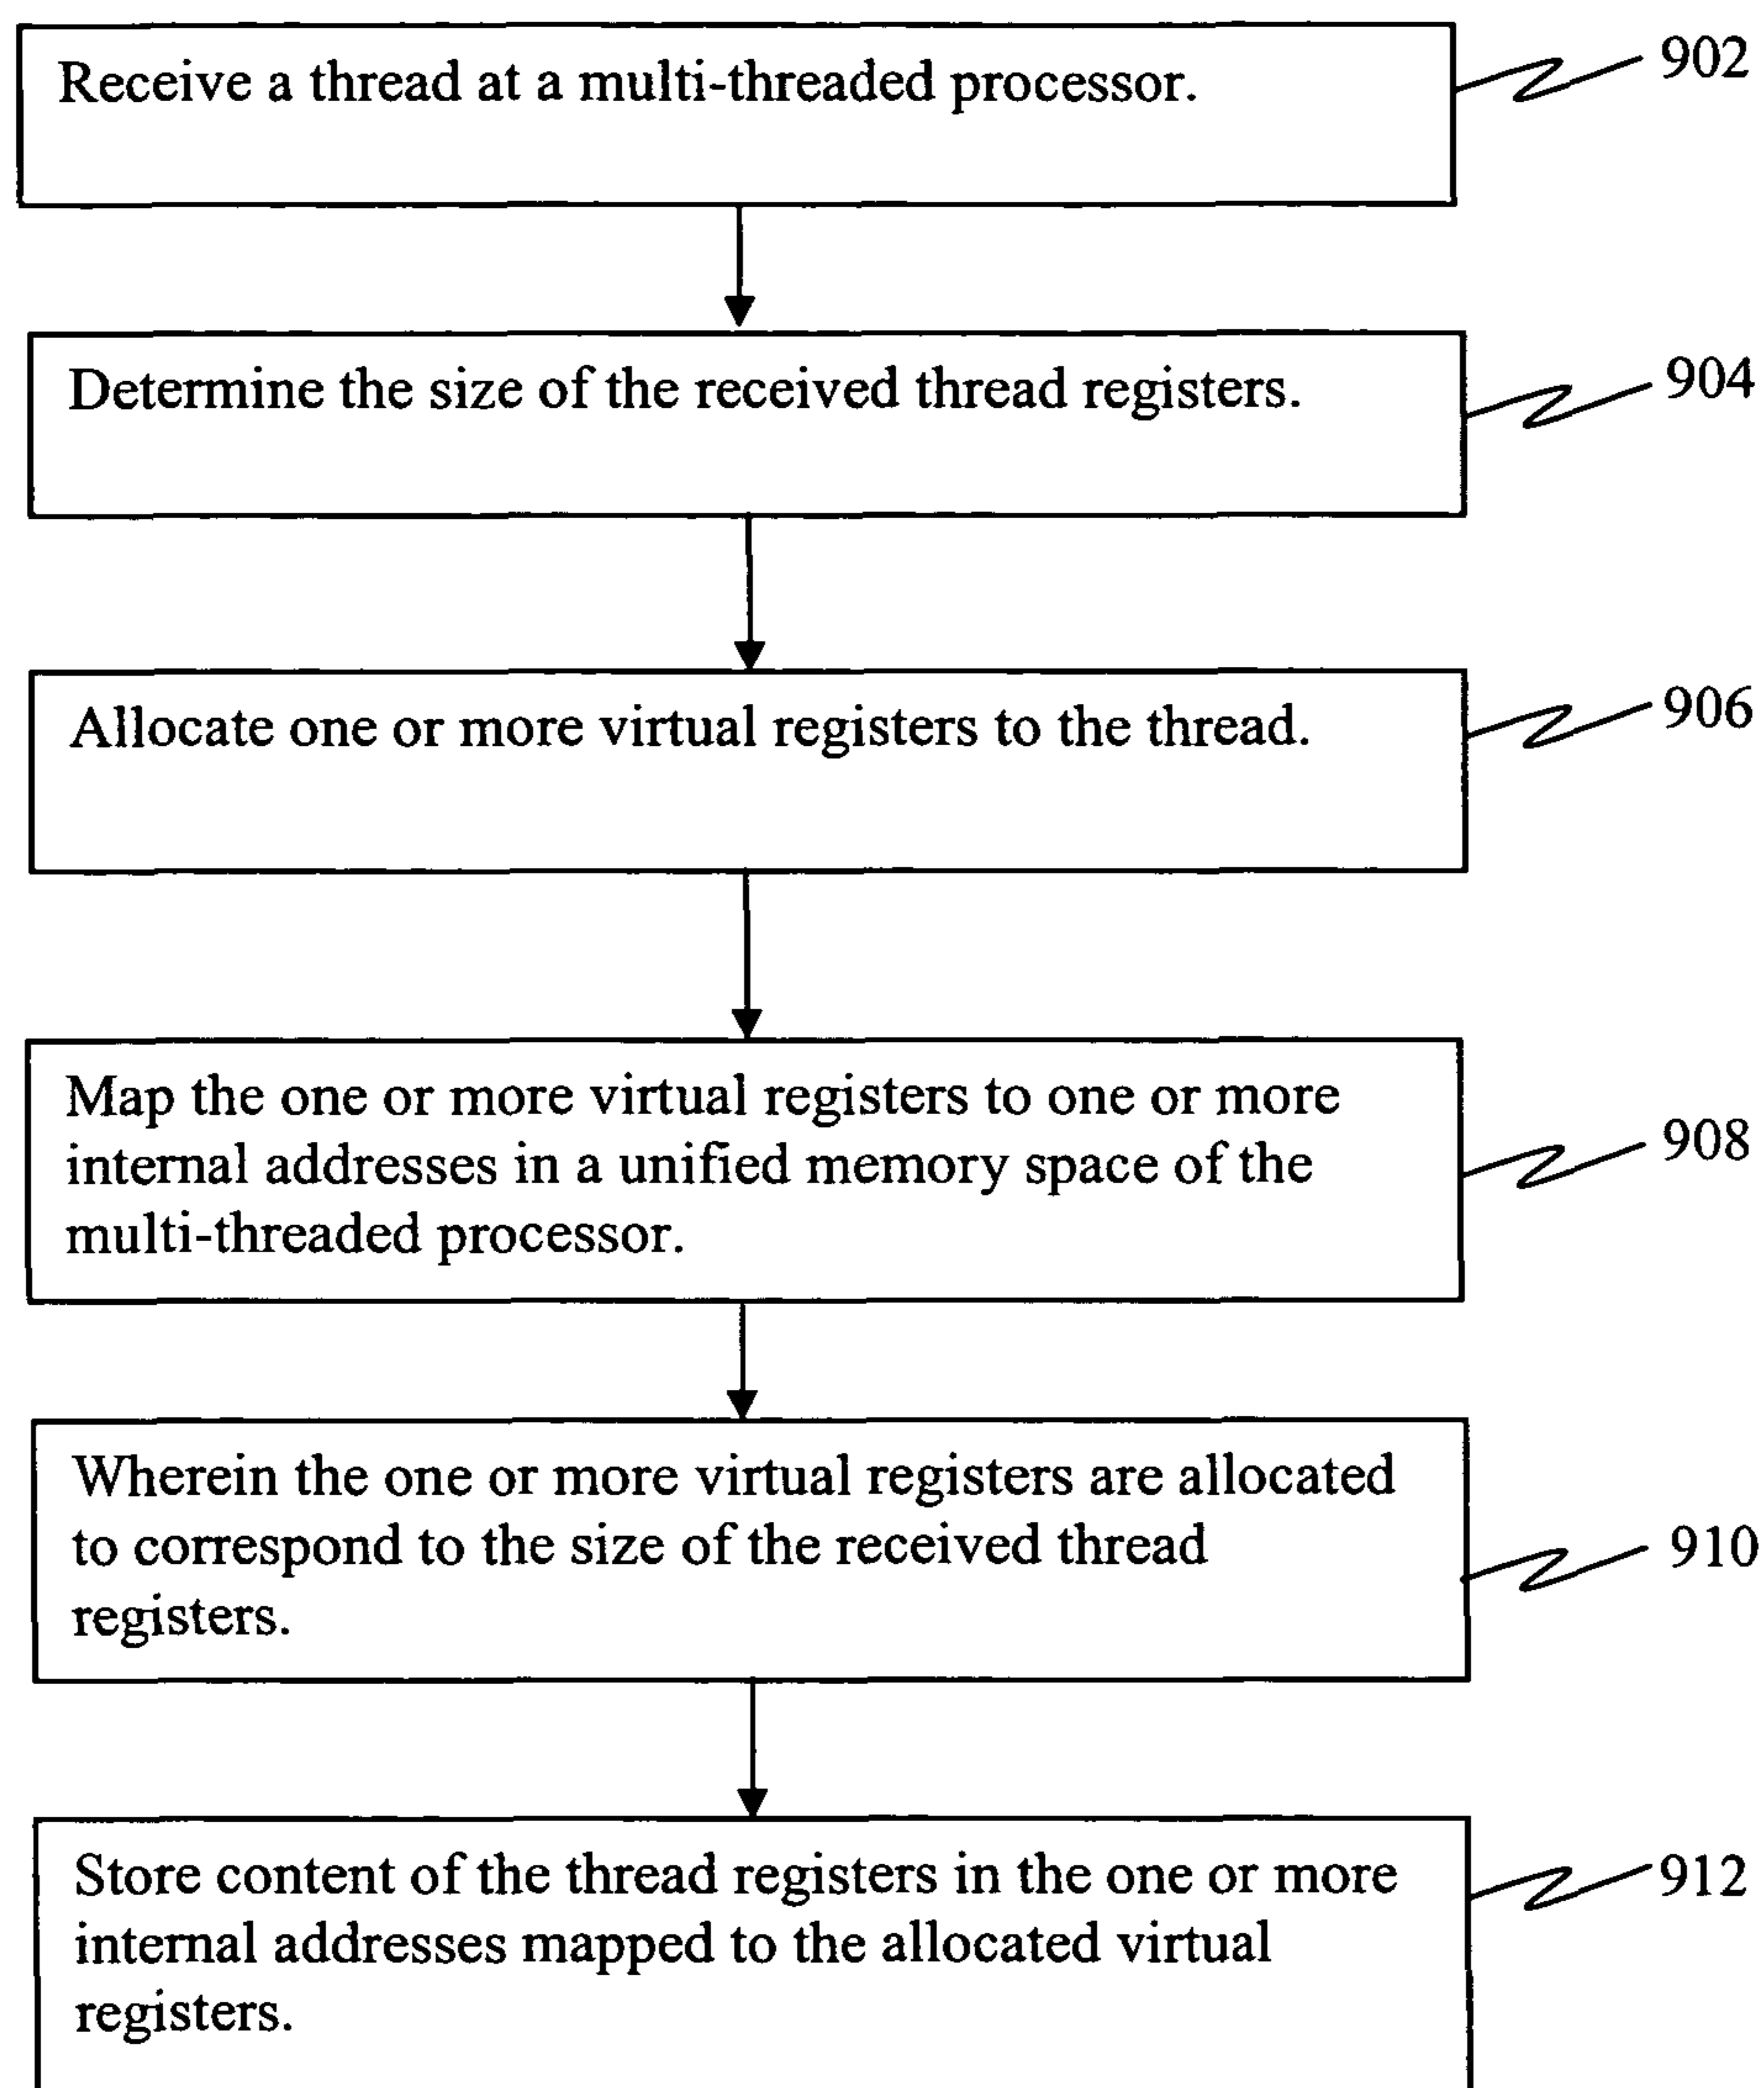 Receive a thread at a multi-threaded processor.
902
Determine the size of the received thread registers.
904
Allocate one or more virtual registers to the thread.
906
Map the one or more virtual registers to one or more
internal addresses in a unified memory space of the
multi-threaded processor.
908
Wherein the one or more virtual registers are allocated
to correspond to the size of the received thread
registers.
910
Store content of the thread registers in the one or more
internal addresses mapped to the allocated virtual
registers.
912